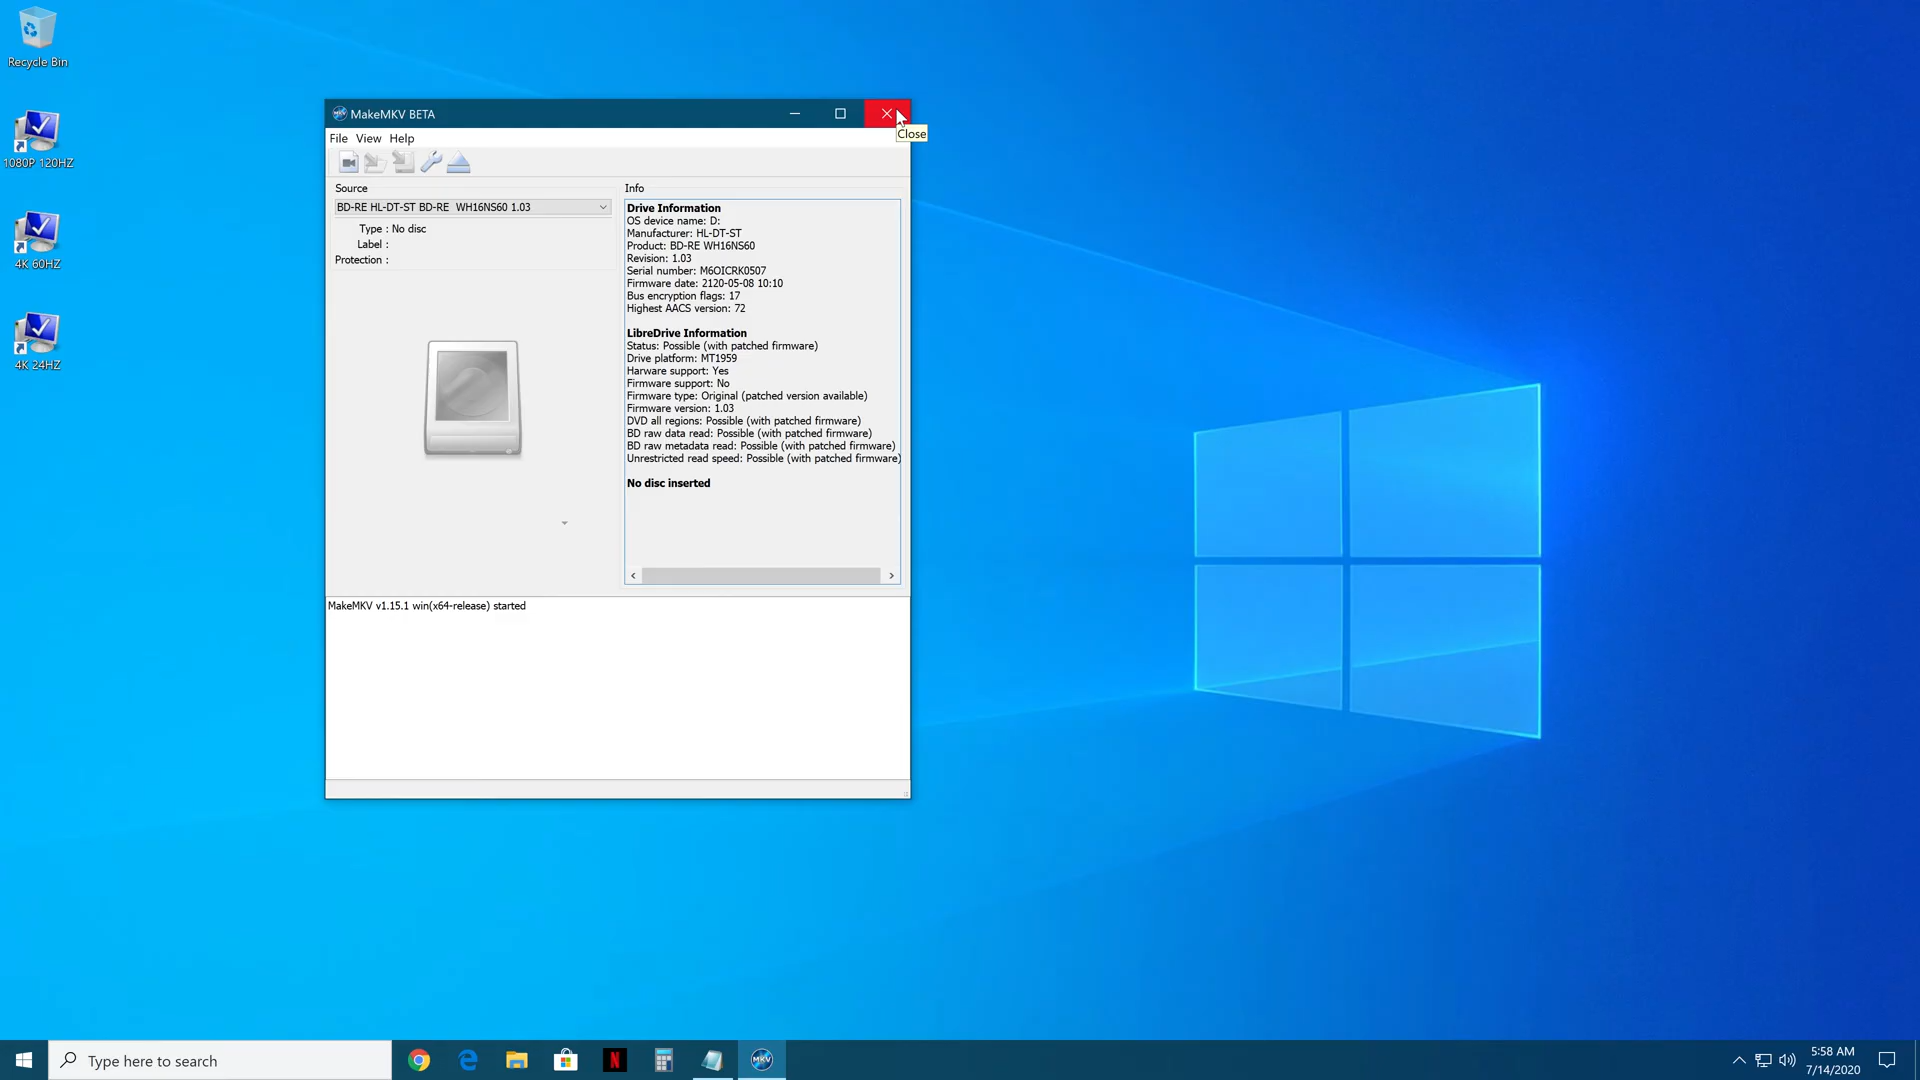 Recycle Bin
1080P 120HZ
4K 60HZ
4K 24HZ
MakeMKV BETA
Close
File View Help
Source
BD-RE HL-DT-ST BD-RE WH16NS60 1.03
Type : No disc
Label :
Protection :
Info
Drive Information
OS device name: D:
Manufacturer: HL-DT-ST
Product: BD-RE WH16NS60
Revision: 1.03
Serial number: M6OICRK0507
Firmware date: 2120-05-08 10:10
Bus encryption flags: 17
Highest AACS version: 72
LibreDrive Information
Status: Possible (with patched firmware)
Drive platform: MT1959
Harware support: Yes
Firmware support: No
Firmware type: Original (patched version available)
Firmware version: 1.03
DVD all regions: Possible (with patched firmware)
BD raw data read: Possible (with patched firmware)
BD raw metadata read: Possible (with patched firmware)
Unrestricted read speed: Possible (with patched firmware)
No disc inserted
MakeMKV v1.15.1 win(x64-release) started
Type here to search
N
MKV
5:58 AM
7/14/2020